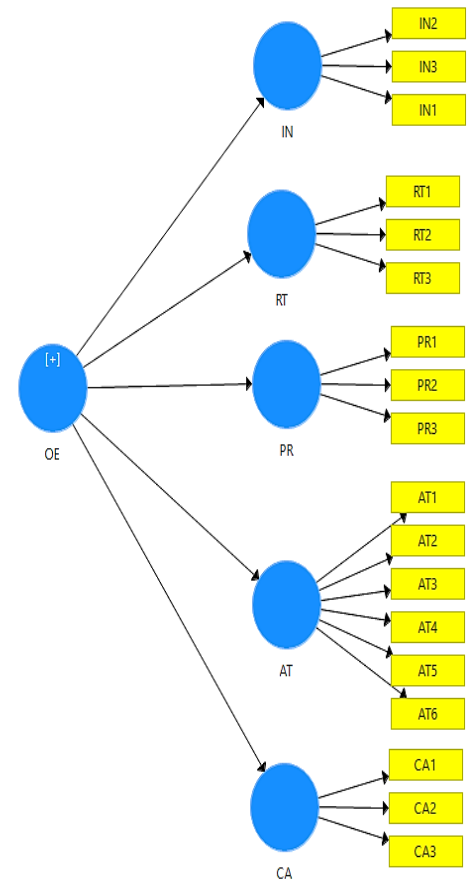 IN2
IN3
IN1
IN
RT1
RT2
RT3
RT
PR1
PR2
PR3
PR
[+]
OE
AT1
AT2
AT3
AT4
AT5
AT6
AT
CA1
CA2
CA3
CA